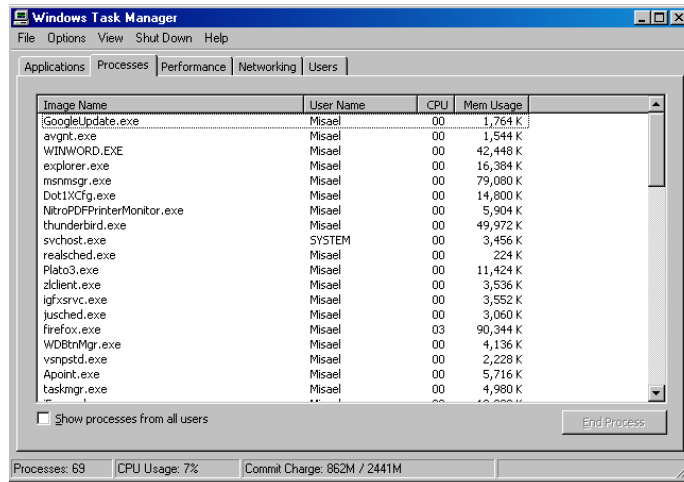 Windows Task Manager
File Options View Shut Down Help
Applications Processes Performance Networking Users
Image Name User Name CPU Mem Usage
GoogleUpdate.exe Misael 00 1,764 K
avgnt.exe Misael 00 1,544 K
WINWORD.EXE Misael 00 42,448 K
explorer.exe Misael 00 16,384 K
msnmsgr.exe Misael 00 79,080 K
Dot1XCfg.exe Misael 00 14,800 K
NitroPDFPrinterMonitor.exe Misael 00 5,904 K
thunderbird.exe Misael 00 49,972 K
svchost.exe SYSTEM 00 3,456 K
realsched.exe Misael 00 224 K
Plato3.exe Misael 00 11,424 K
zlclient.exe Misael 00 3,536 K
igfxsrvc.exe Misael 00 3,552 K
jusched.exe Misael 00 3,060 K
firefox.exe Misael 03 90,344 K
WDBtnMgr.exe Misael 00 4,136 K
vsnpstd.exe Misael 00 2,228 K
Apoint.exe Misael 00 5,716 K
taskmgr.exe Misael 00 4,980 K
Show processes from all users
End Process
Processes: 69 CPU Usage: 7% Commit Charge: 862M / 2441M